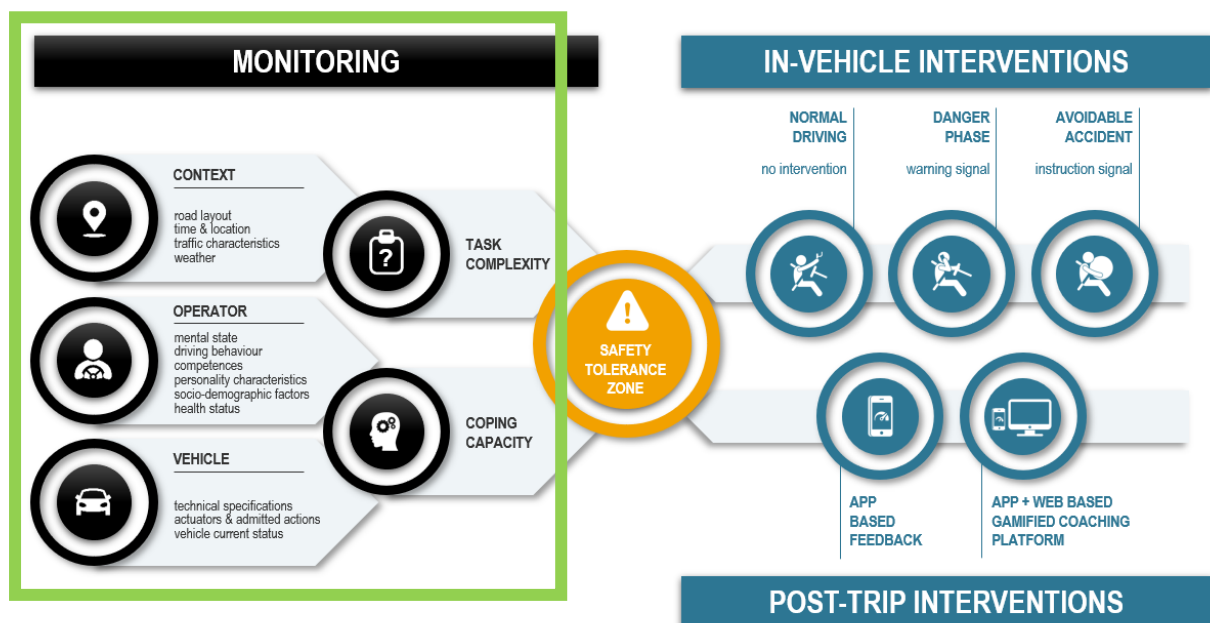 MONITORING
CONTEXT
road layout
time & location
traffic characteristics
weather
OPERATOR
mental state
driving behaviour
competences
personality characteristics
socio-demographic factors
health status
VEHICLE
technical specifications
actuators & admitted actions
vehicle current status
?
TASK
COMPLEXITY
COPING
CAPACITY
!
SAFETY
TOLERANCE
ZONE
IN-VEHICLE INTERVENTIONS
NORMAL
DRIVING
no intervention
DANGER
PHASE
warning signal
AVOIDABLE
ACCIDENT
instruction signal
APP
BASED
FEEDBACK
APP + WEB BASED
GAMIFIED COACHING
PLATFORM
POST-TRIP INTERVENTIONS